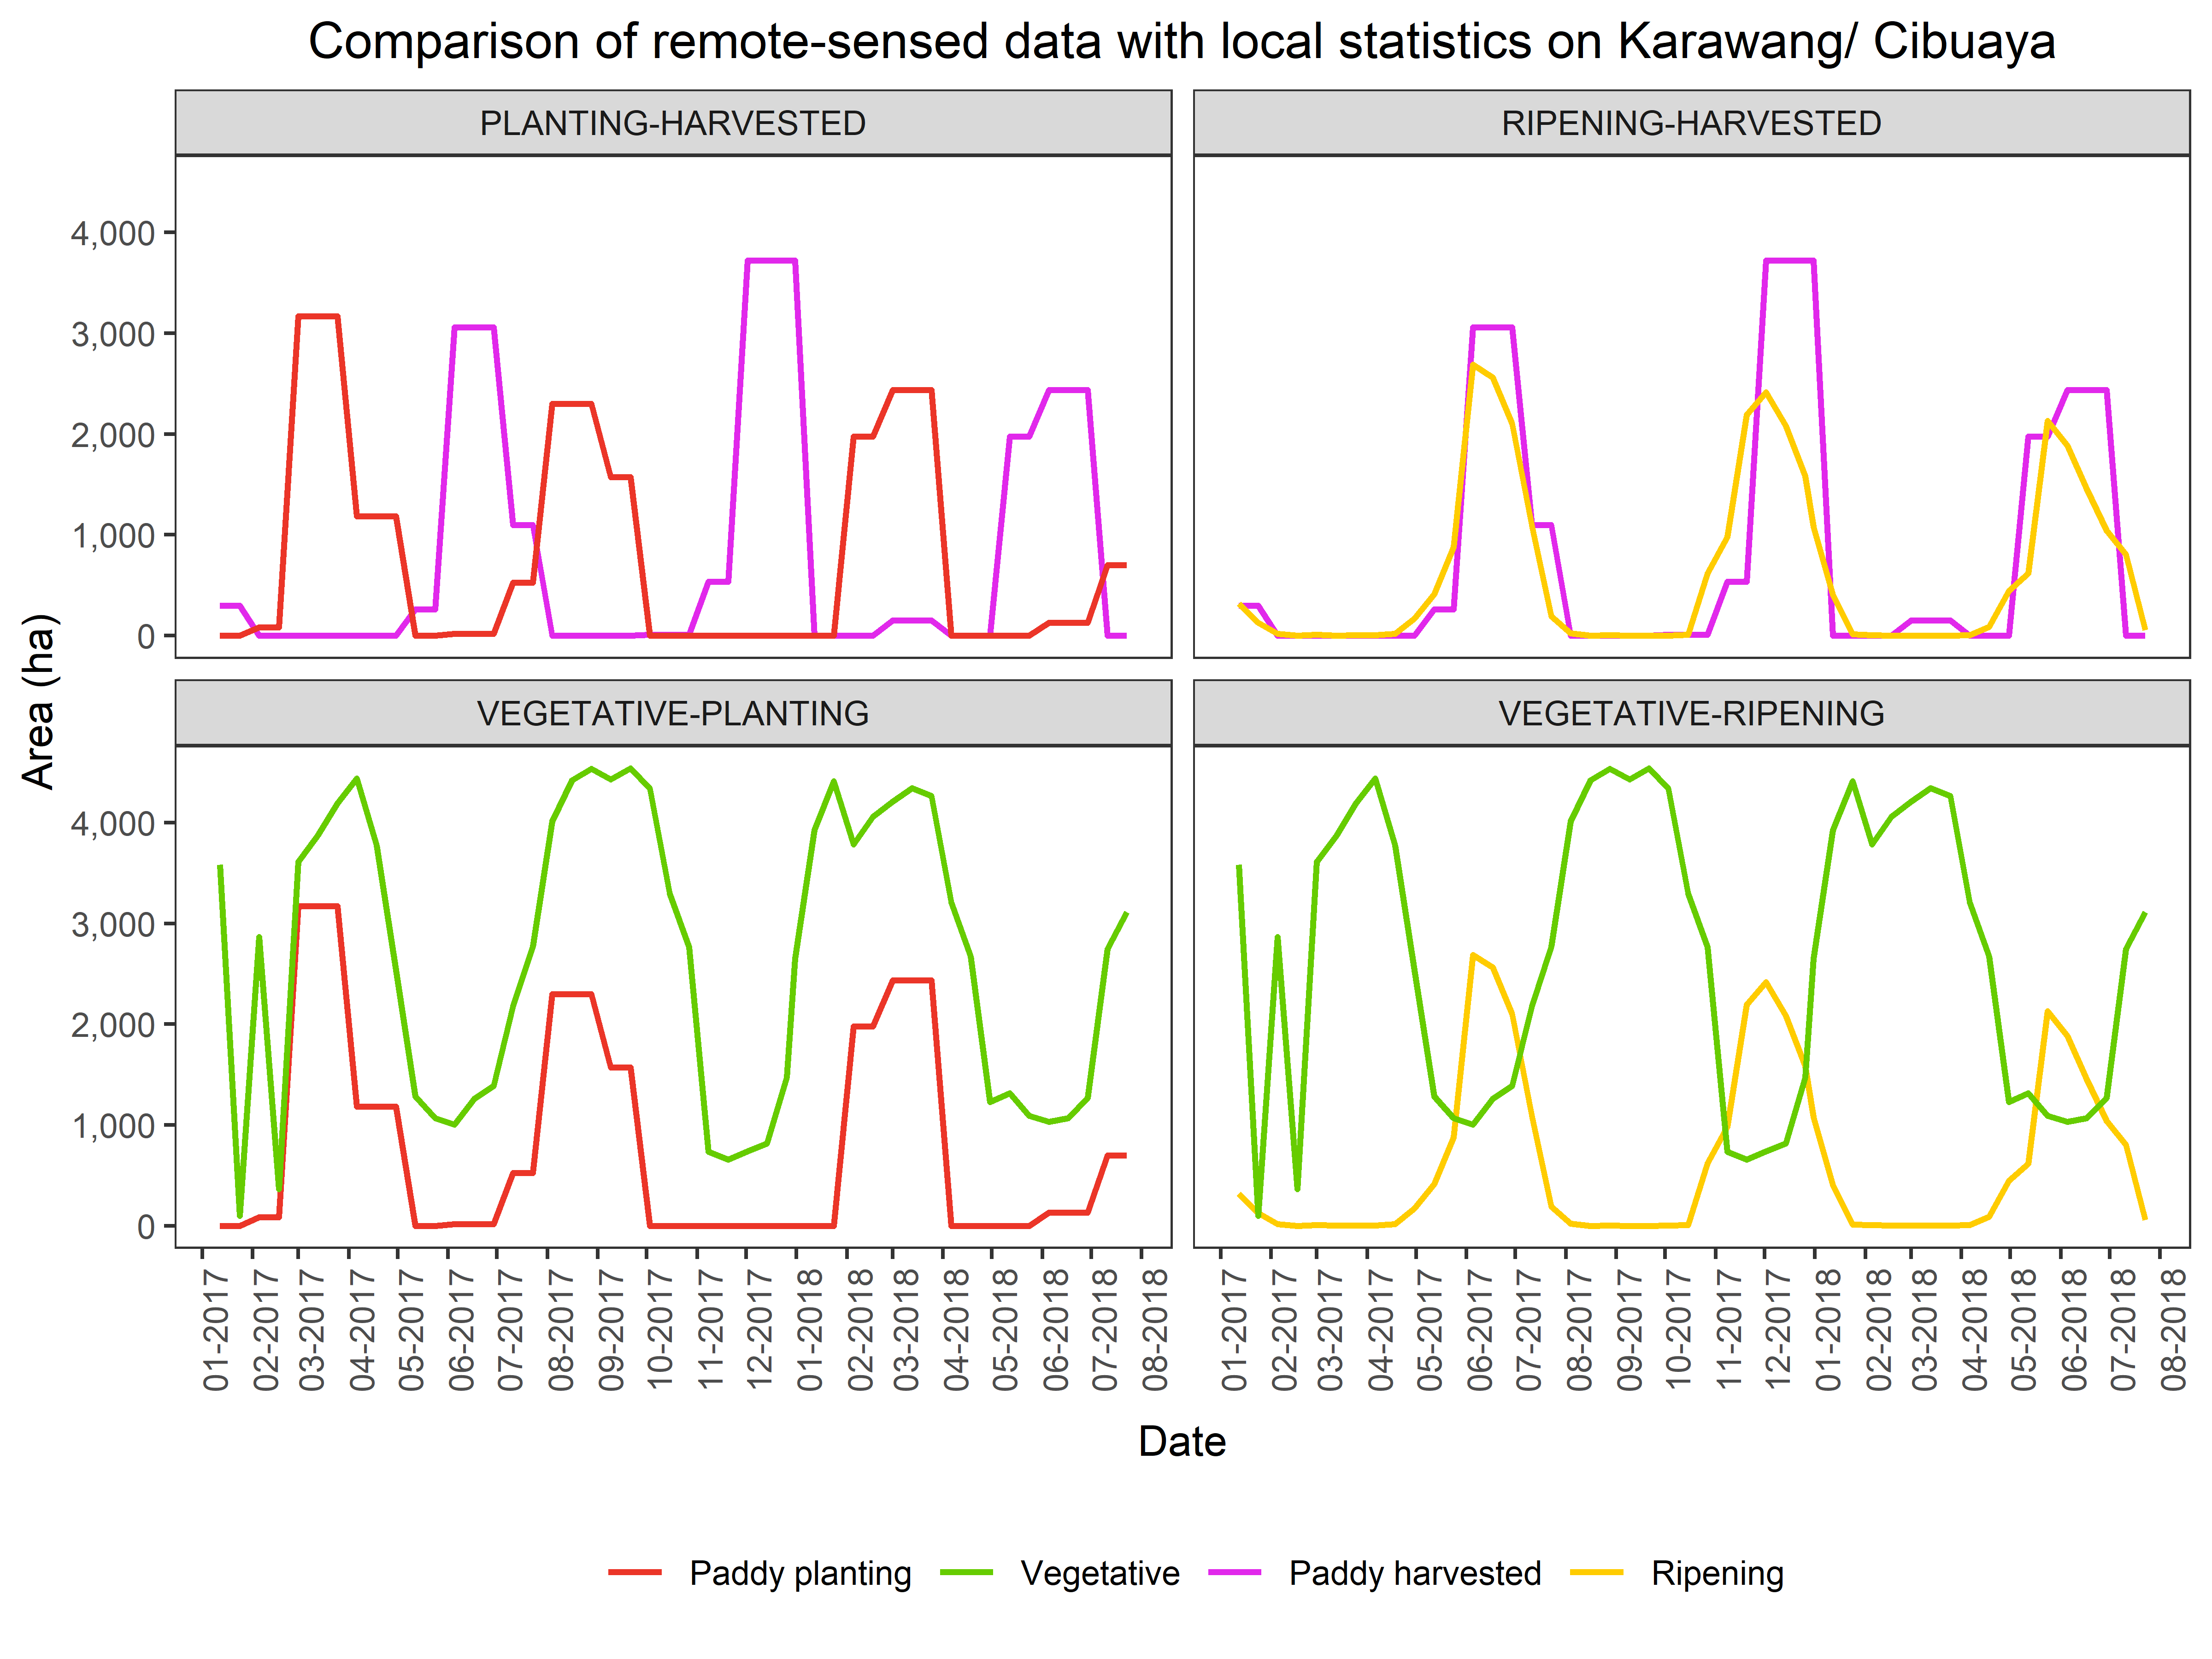 Comparison of remote-sensed data with local statistics on Karawang/ Cibuaya
PLANTING-HARVESTED
RIPENING-HARVESTED
4,000
3,000
2,000
1,000
0
Area (ha)
VEGETATIVE-PLANTING
VEGETATIVE-RIPENING
4,000
3,000
2,000
1,000
0
01-2017 02-2017 03-2017 04-2017 05-2017 06-2017 07-2017 08-2017 09-2017 10-2017 11-2017 12-2017 01-2018 02-2018 03-2018 04-2018 05-2018 06-2018 07-2018 08-2018
01-2017 02-2017 03-2017 04-2017 05-2017 06-2017 07-2017 08-2017 09-2017 10-2017 11-2017 12-2017 01-2018 02-2018 03-2018 04-2018 05-2018 06-2018 07-2018 08-2018
Date
Paddy planting Vegetative Paddy harvested Ripening